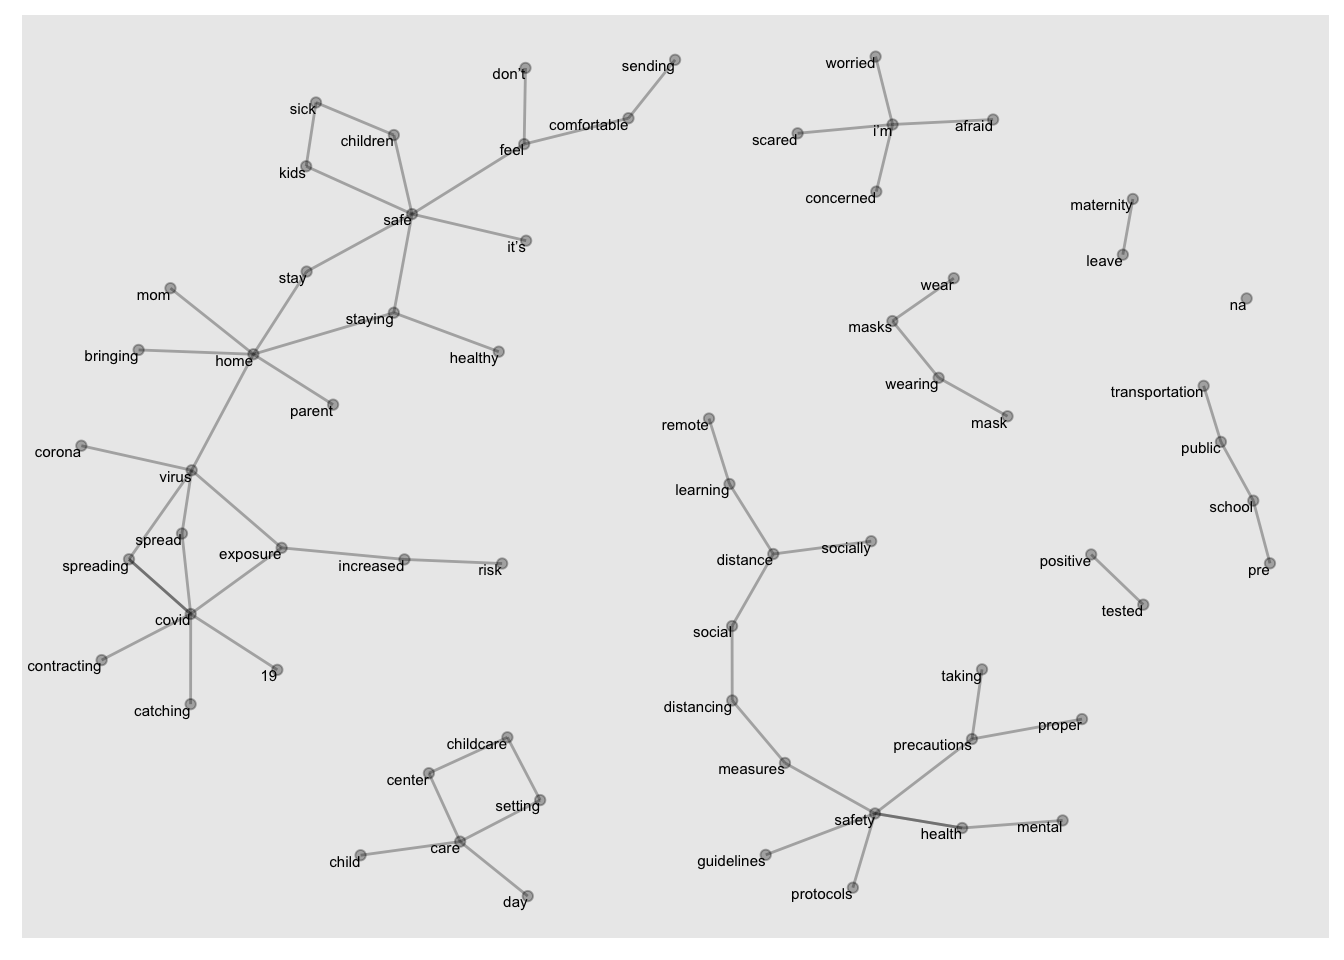 worried
sending
don't
sick
comfortable
afraid
i'm
scared
children
feel
kids
concerned
maternity
safe
it's
leave
stay
wear
mom
na
staying
masks
bringing
healthy
home
wearing
transportation
parent
mask
remote
public
corona
virus
learning
school
spread
socially
exposure
distance
positive
spreading
increased
risk
pre
tested
covid
social
contracting
19
taking
catching
distancing
proper
childcare
precautions
center
measures
setting
safety
mental
health
care
child
guidelines
protocols
day